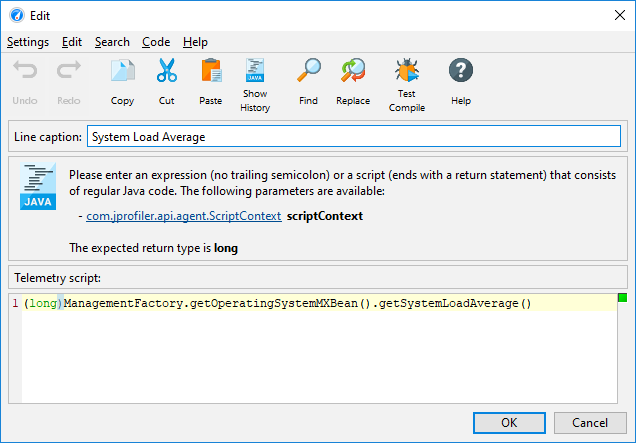 Edit
Settings Edit Search Code Help
Undo Redo Copy Cut Paste Show History Find Replace Test Compile Help
JAVA
Line caption: System Load Average
Please enter an expression (no trailing semicolon) or a script (ends with a return statement) that consists
of regular Java code. The following parameters are available:
- com.jprofiler.api.agent.ScriptContext scriptContext
JAVA
The expected return type is long
Telemetry script:
1 (long)ManagementFactory.getOperatingSystemMXBean().getSystemLoadAverage()
OK Cancel